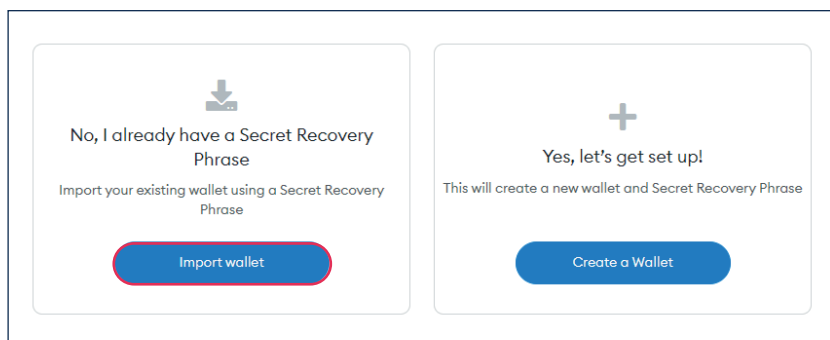 No, I already have a Secret Recovery
Phrase
Import your existing wallet using a Secret Recovery
Phrase
Import wallet
Yes, let's get set up!
This will create a new wallet and Secret Recovery Phrase
Create a Wallet